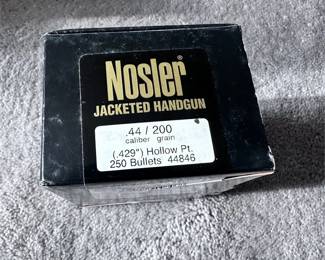 Nosler®
JACKETED HANDGUN
.44 / 200
caliber grain
(.429") Hollow Pt.
250 Bullets 44846